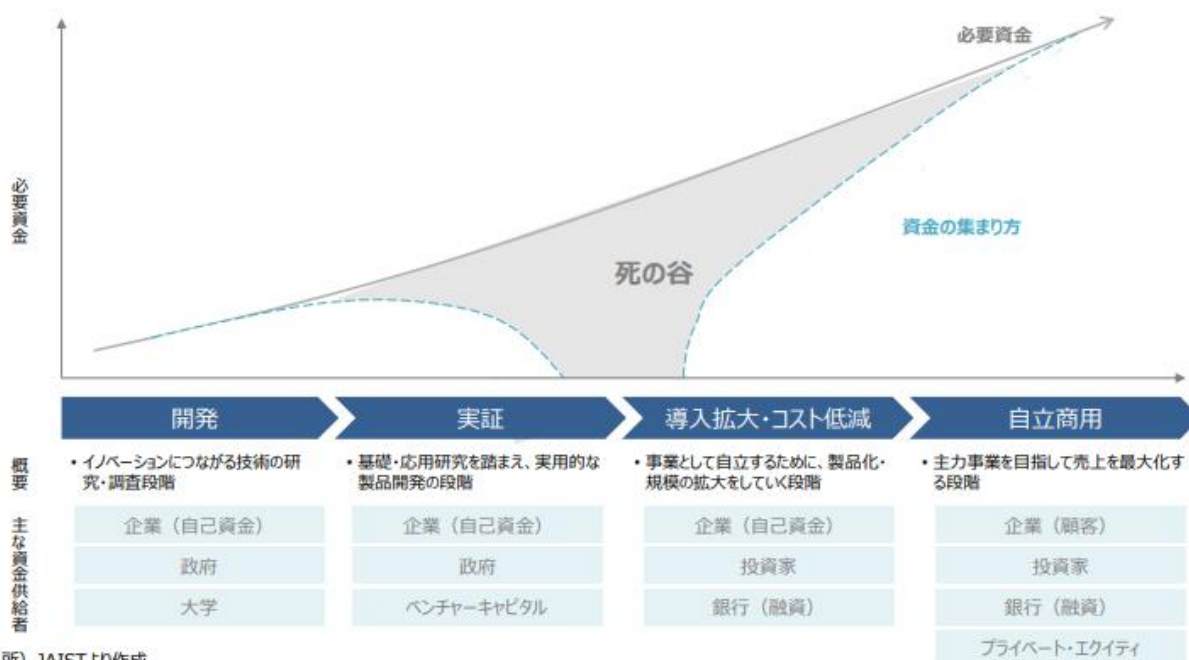 必要資金
必要資金
資金の集まり方
死の谷
開発
実証
導入拡大・コスト低減
自立商用
概要
・イノベーションにつながる技術の研
究・調査段階
・基礎・応用研究を踏まえ、実用的な
製品開発の段階
・事業として自立するために、製品化・
規模の拡大をしていく段階
・主力事業を目指して売上を最大化す
る段階
主な資金供給者
企業（自己資金）
政府
大学
企業（自己資金）
政府
ベンチャーキャピタル
企業（自己資金）
投資家
銀行（融資）
企業（顧客）
投資家
銀行（融資）
プライベート・エクイティ
所）JAISTより作成